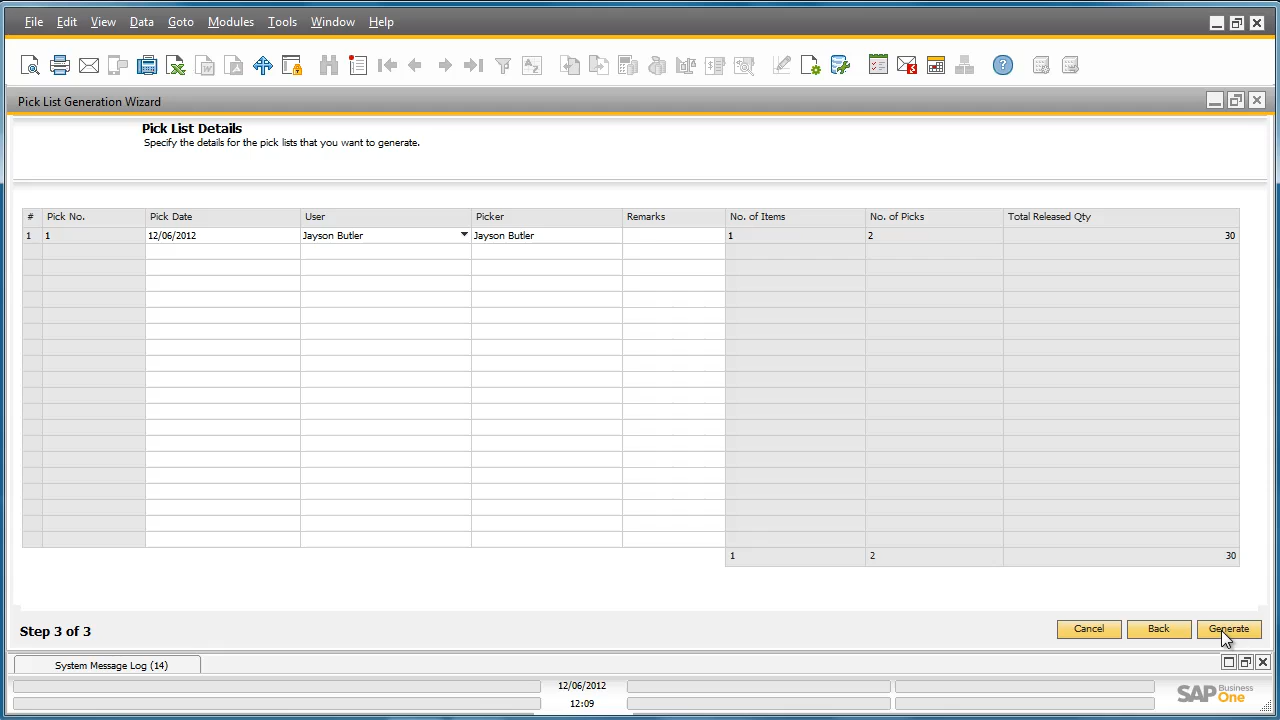 File Edit View Data Goto Modules Tools Window Help
Pick List Generation Wizard
Pick List Details
Specify the details for the pick lists that you want to generate.
# Pick No. Pick Date User Picker Remarks No. of Items No. of Picks Total Released Qty
1 1 12/06/2012 Jayson Butler Jayson Butler 1 2 30
1 2 30
Step 3 of 3
Cancel Back Generate
System Message Log (14)
12/06/2012
12:09
SAP Business One